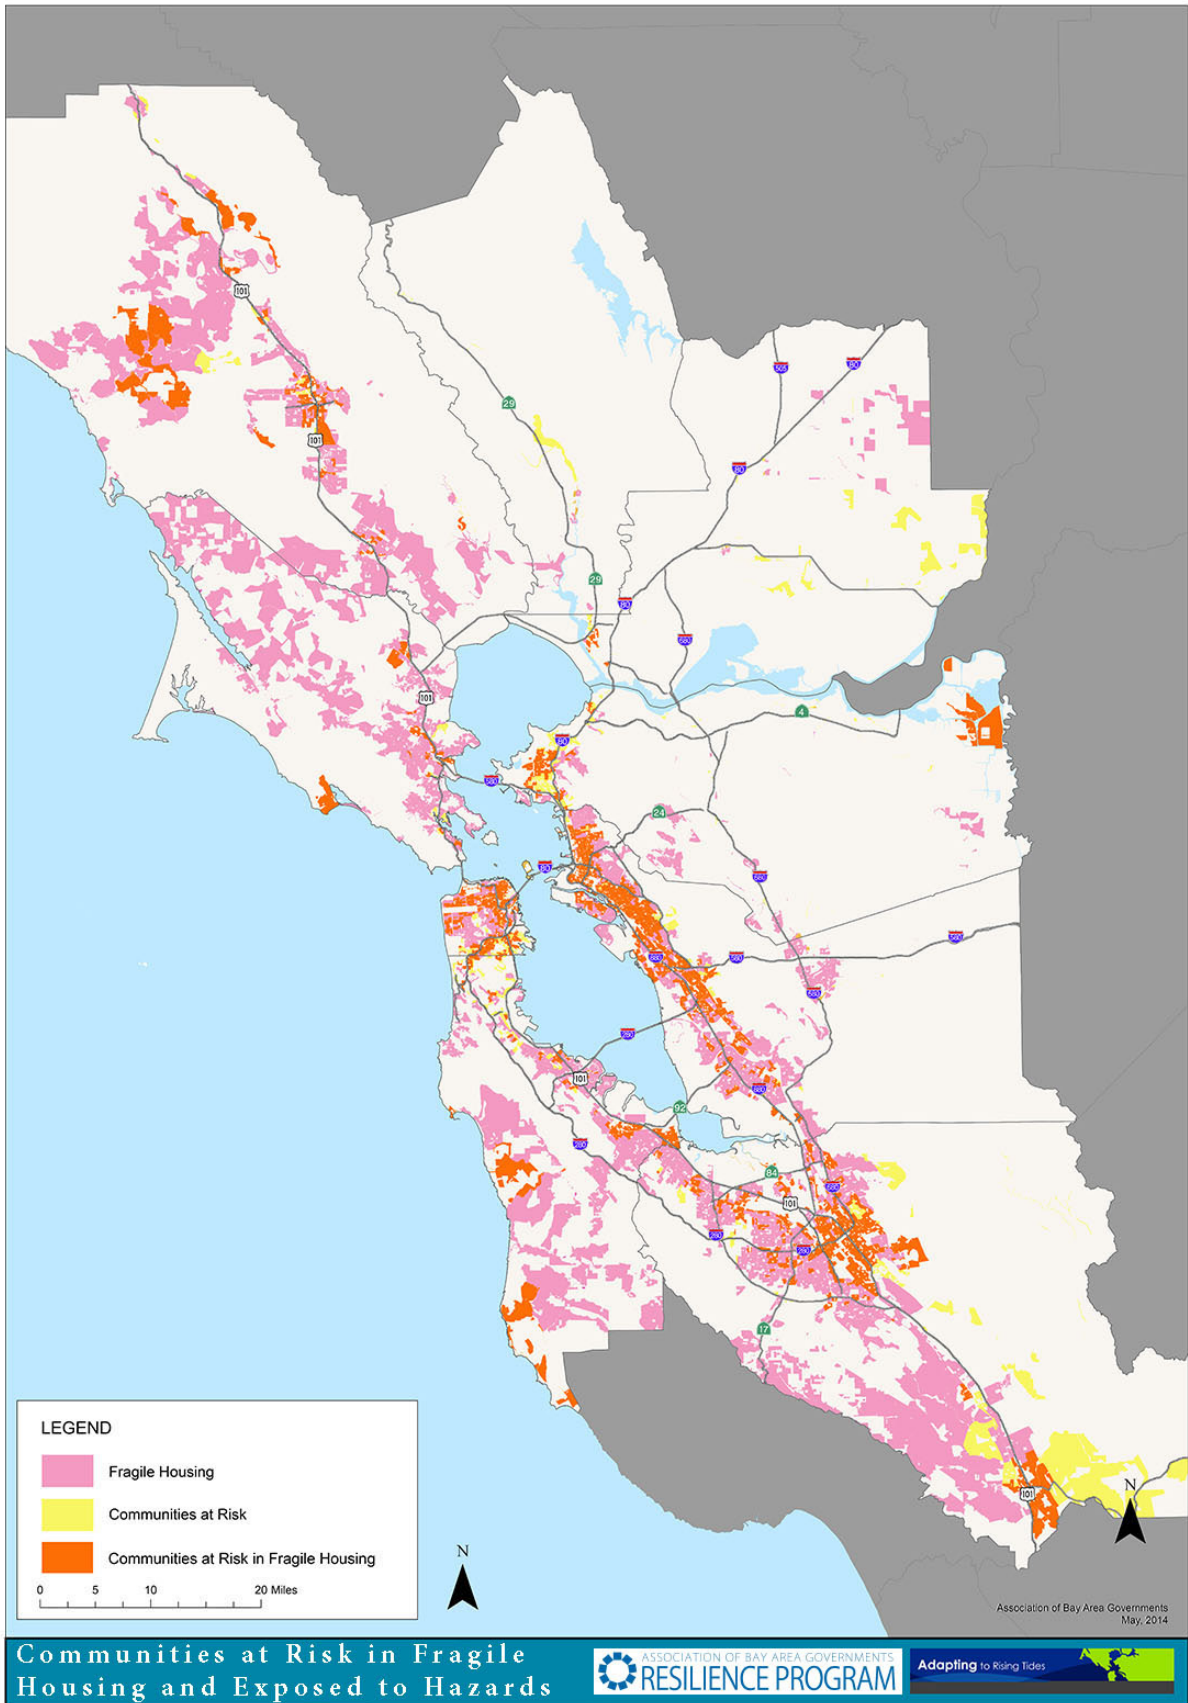 101
29
505
80
101
80
29
80
680
101
4
80
580
24
80
680
580
580
880
680
280
101
880
92
280
84
680
101
280
280
17
101
LEGEND
Fragile Housing
Communities at Risk
Communities at Risk in Fragile Housing
0 5 10 20 Miles
N
N
Association of Bay Area Governments
May, 2014
Communities at Risk in Fragile
Housing and Exposed to Hazards
ASSOCIATION OF BAY AREA GOVERNMENTS
RESILIENCE PROGRAM
Adapting to Rising Tides